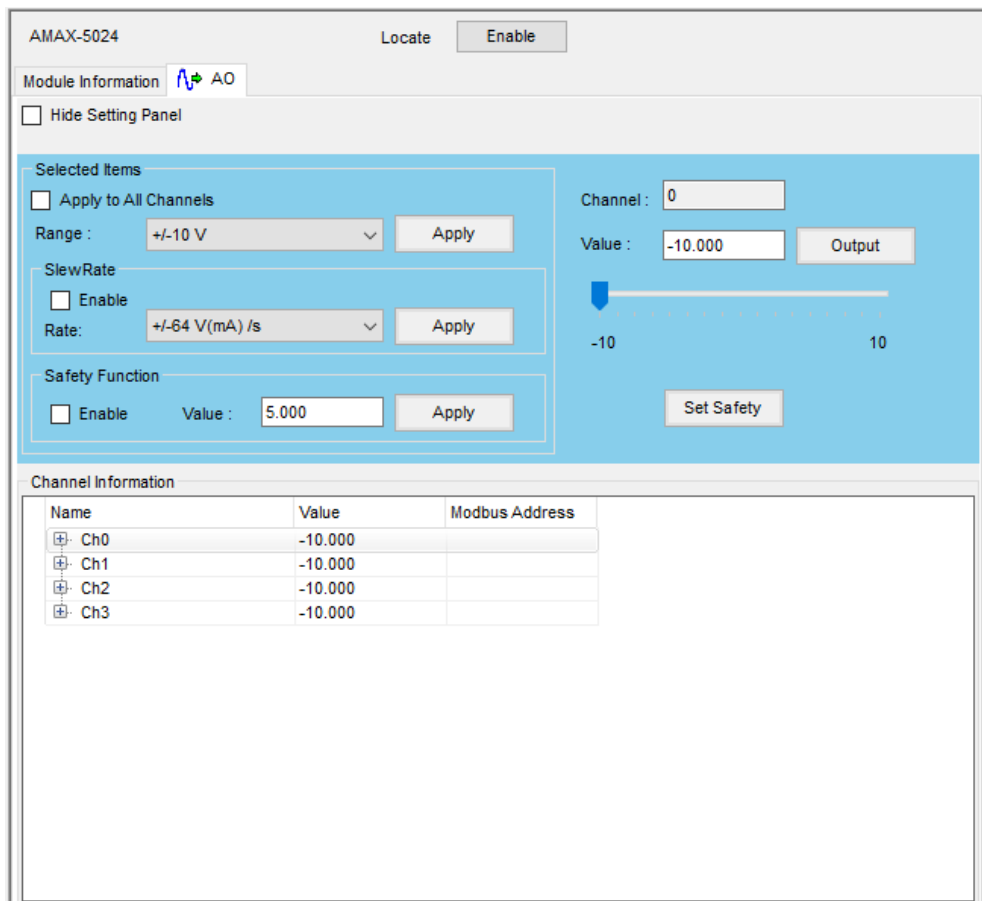 AMAX-5024 Locate Enable
Module Information AO
Hide Setting Panel
Selected Items
Apply to All Channels
Range : +/-10 V Apply
SlewRate
Enable
Rate: +/-64 V(mA) /s Apply
Safety Function
Enable Value : 5.000 Apply
Channel : 0
Value : -10.000 Output
-10 10
Set Safety
Channel Information
Name Value Modbus Address
Ch0 -10.000
Ch1 -10.000
Ch2 -10.000
Ch3 -10.000